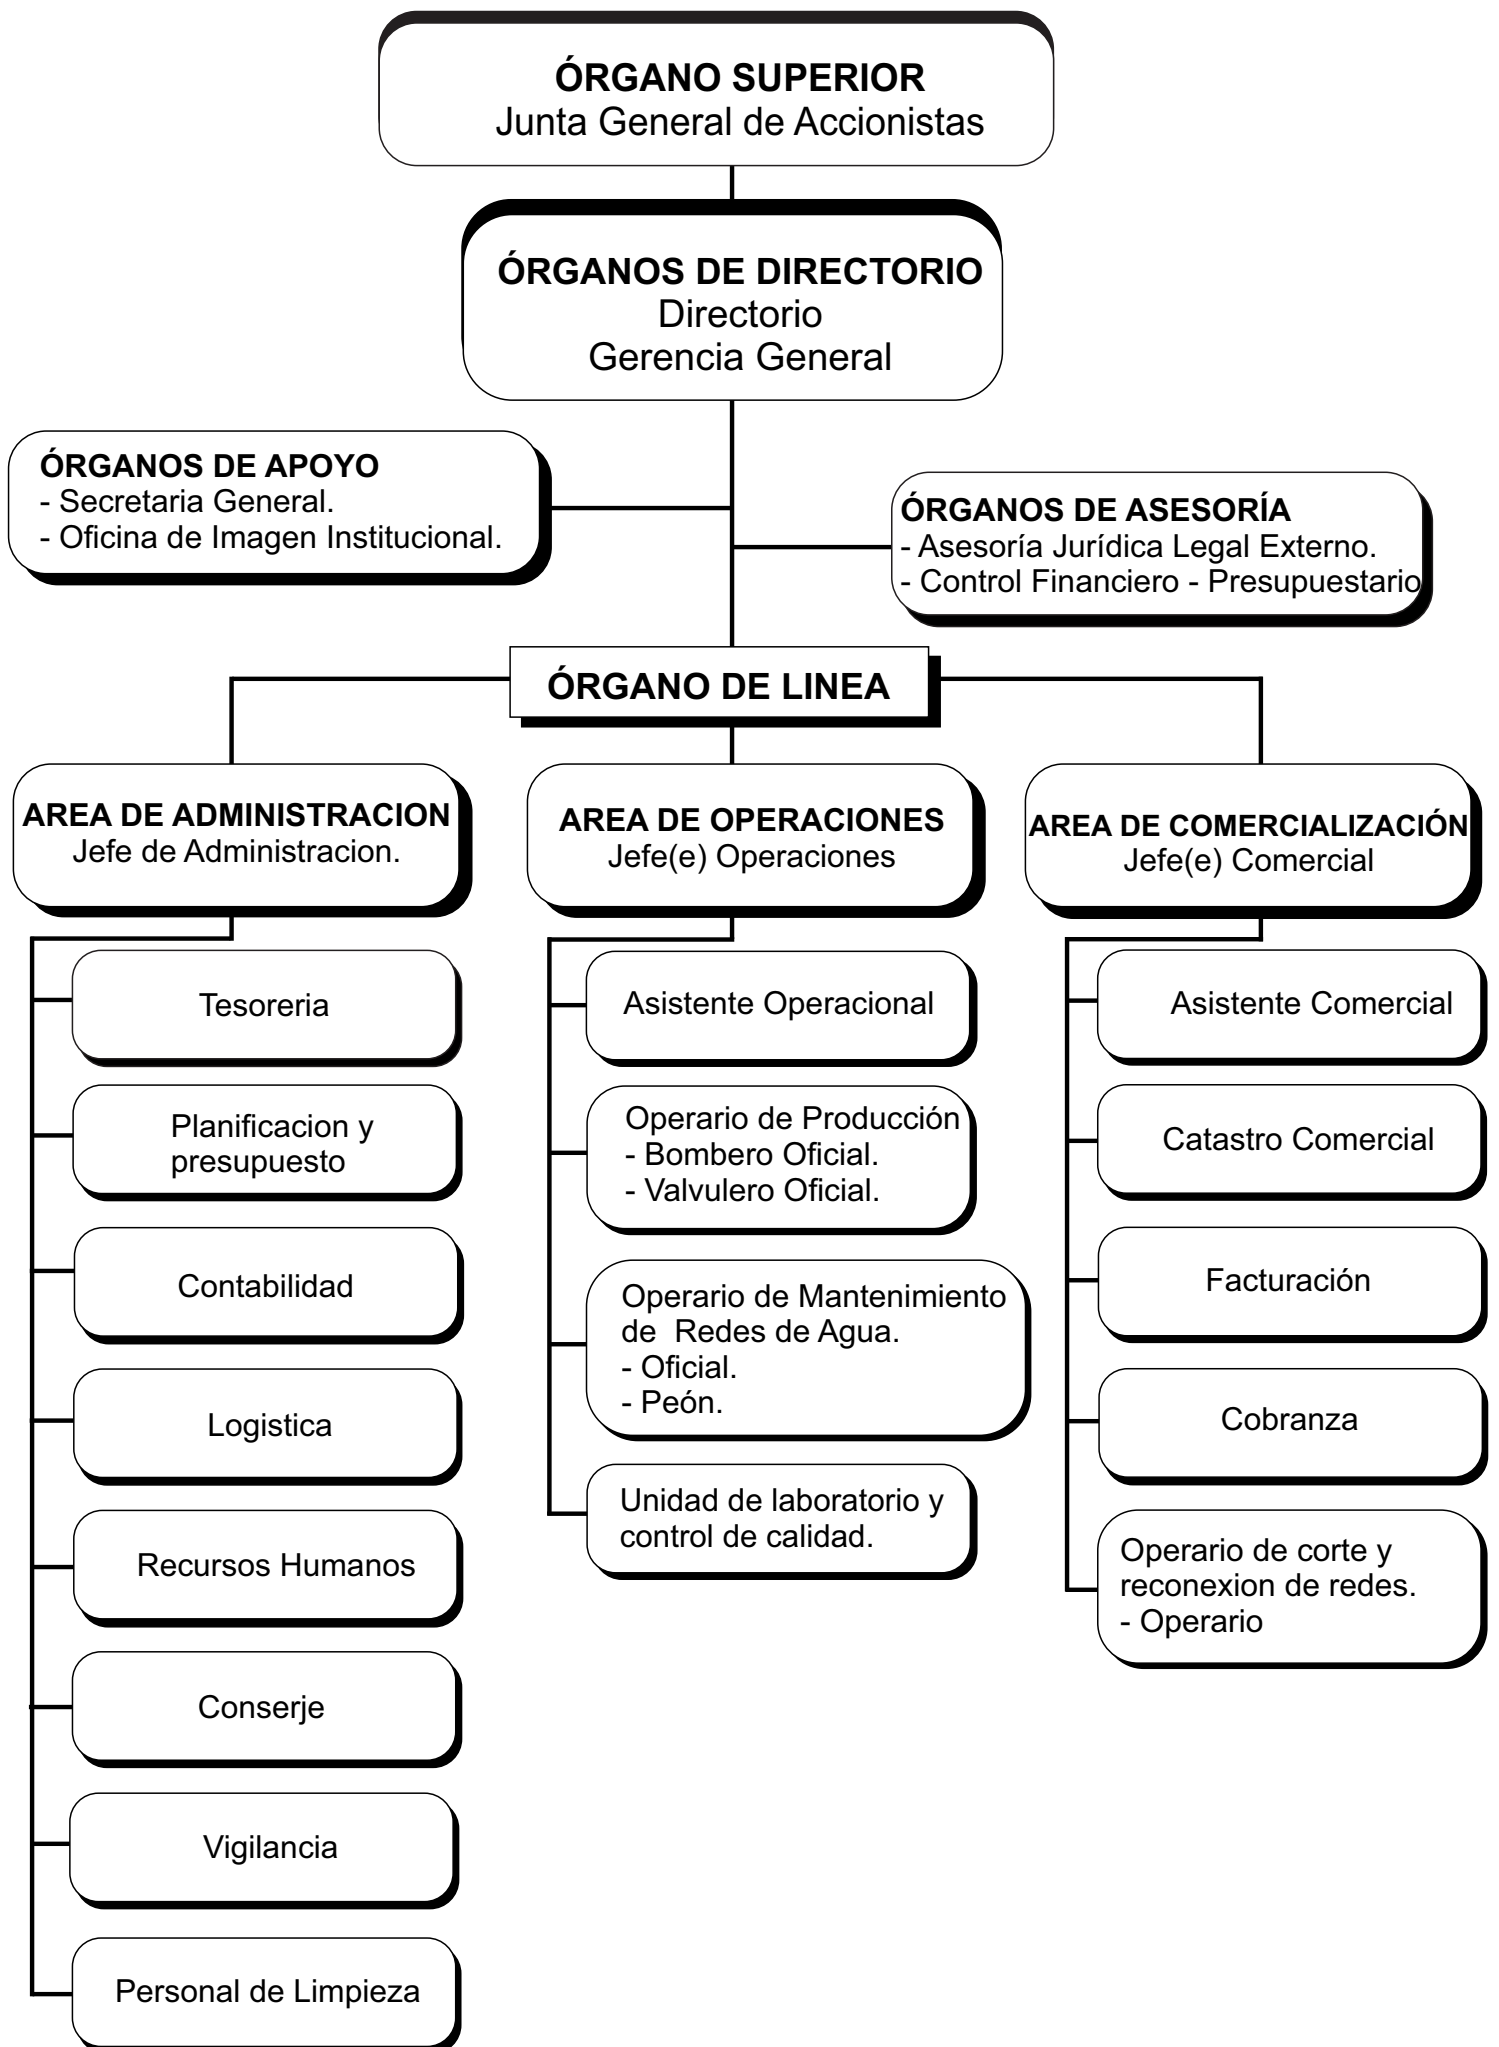 ÓRGANO SUPERIOR
Junta General de Accionistas
ÓRGANOS DE DIRECTORIO
Directorio
Gerencia General
ÓRGANOS DE APOYO
- Secretaria General.
- Oficina de Imagen Institucional.
ÓRGANOS DE ASESORÍA
- Asesoría Jurídica Legal Externo.
- Control Financiero - Presupuestario
ÓRGANO DE LINEA
AREA DE ADMINISTRACION
Jefe de Administracion.
Tesoreria
Planificacion y
presupuesto
Contabilidad
Logistica
Recursos Humanos
Conserje
Vigilancia
Personal de Limpieza
AREA DE OPERACIONES
Jefe(e) Operaciones
Asistente Operacional
Operario de Producción
- Bombero Oficial.
- Valvulero Oficial.
Operario de Mantenimiento
de  Redes de Agua.
- Oficial.
- Peón.
Unidad de laboratorio y
control de calidad.
AREA DE COMERCIALIZACIÓN
Jefe(e) Comercial
Asistente Comercial
Catastro Comercial
Facturación
Cobranza
Operario de corte y
reconexion de redes.
- Operario